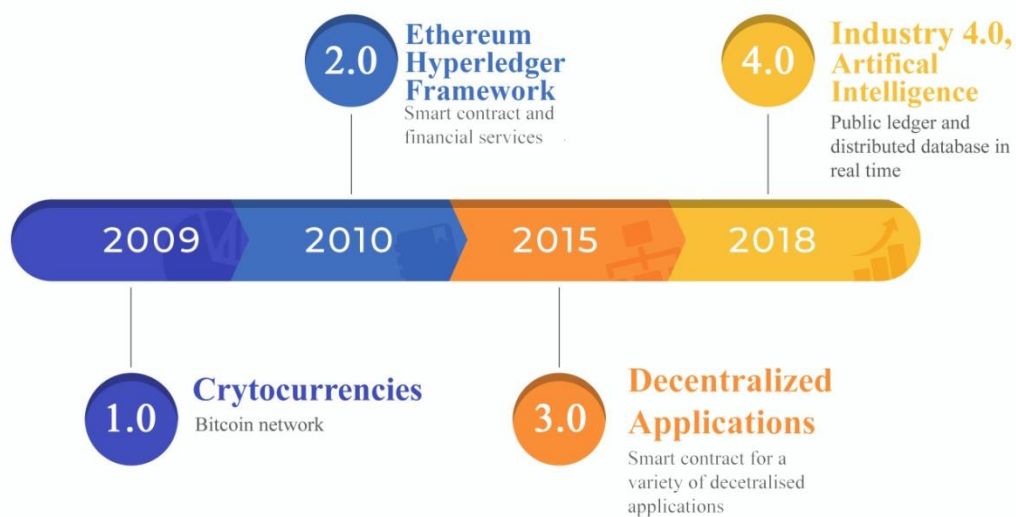 2.0
Ethereum
Hyperledger
Framework
Smart contract and
financial services
4.0
Industry 4.0,
Artifical
Intelligence
Public ledger and
distributed database in
real time
2009
2010
2015
2018
1.0
Crytocurrencies
Bitcoin network
3.0
Decentralized
Applications
Smart contract for a
variety of decetralised
applications